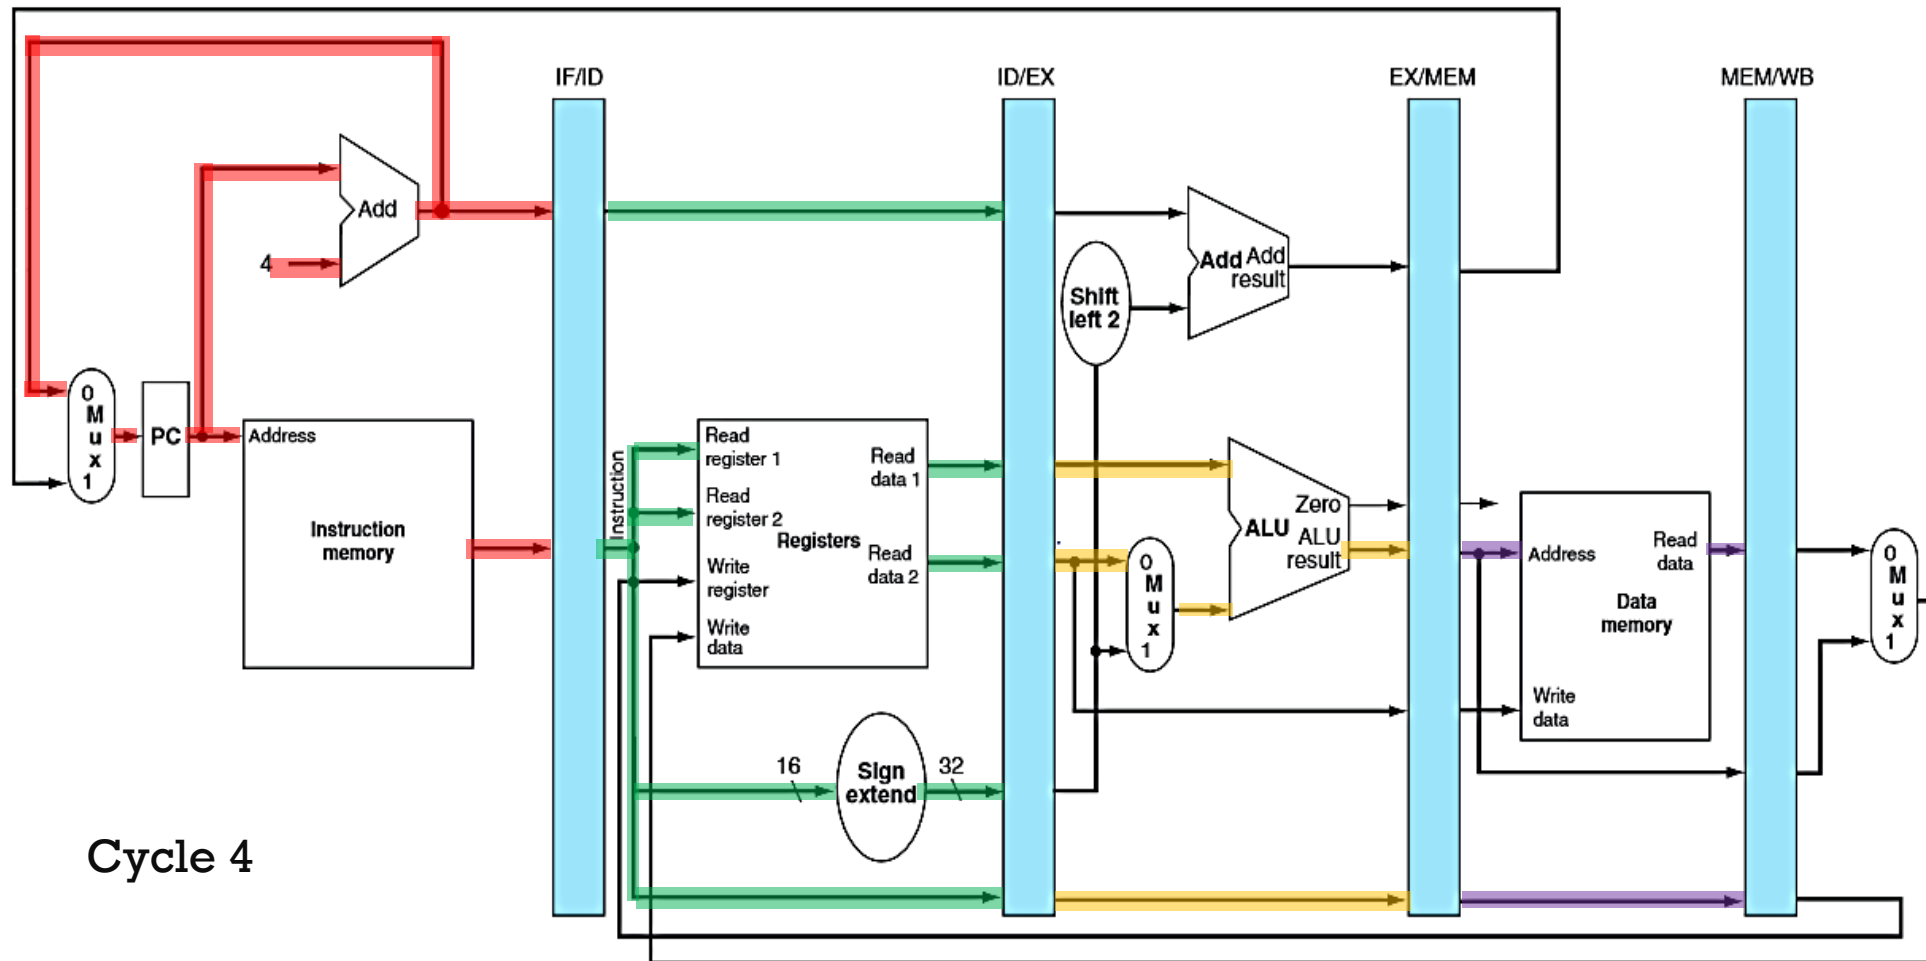 IF/ID
ID/EX
EX/MEM
MEM/WB
Add
4
Add Add
result
Shift
left 2
0
M
u
x
1
PC
Address
Instruction
memory
Instruction
Read
register 1
Read
register 2
Write
register
Write
data
Registers
Read
data 1
Read
data 2
0
M
u
x
1
Zero
ALU
ALU
result
Address
Read
data
Data
memory
Write
data
0
M
u
x
1
16
Sign
extend
32
Cycle 4